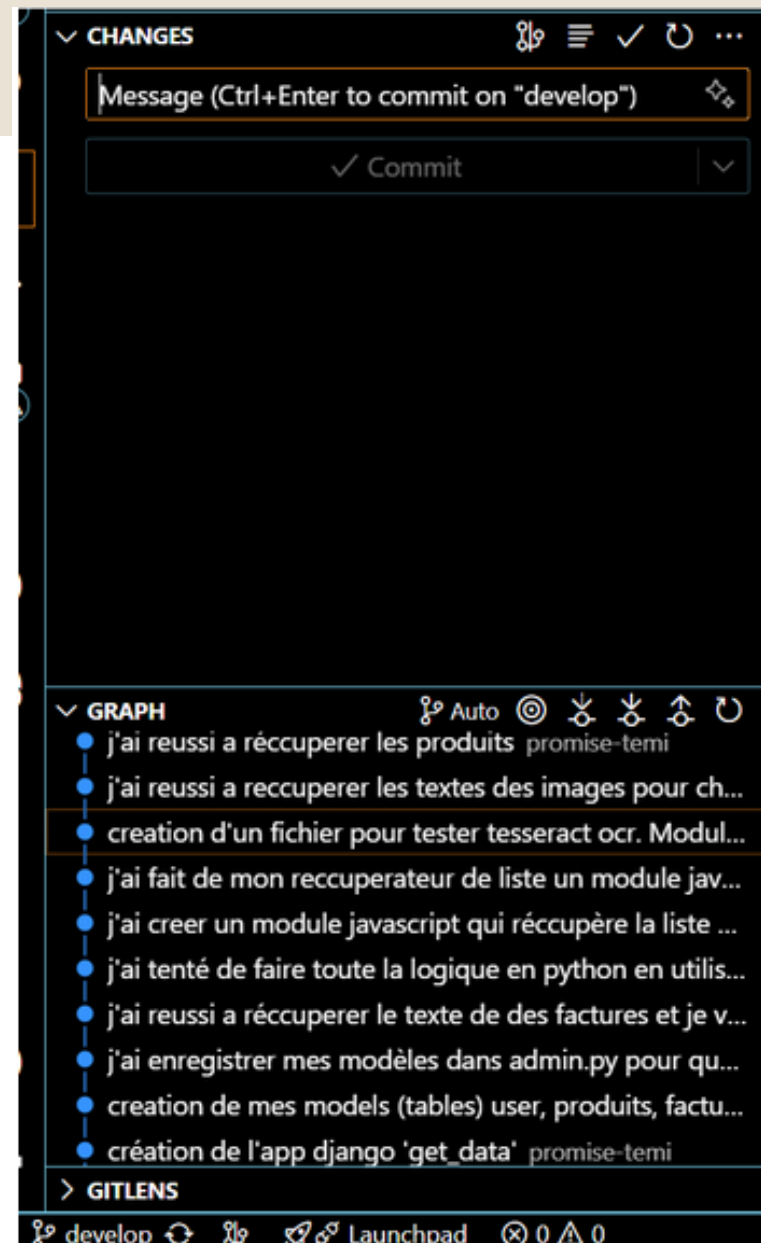 CHANGES
Message (Ctrl+Enter to commit on "develop")
Commit
GRAPH Auto
j'ai reussi a réccuperer les produits promise-temi
j'ai reussi a reccuperer les textes des images pour ch...
creation d'un fichier pour tester tesseract ocr. Modul...
j'ai fait de mon reccuperateur de liste un module jav...
j'ai creer un module javascript qui réccupère la liste ...
j'ai tenté de faire toute la logique en python en utilis...
j'ai reussi a réccuperer le texte de des factures et je v...
j'ai enregistrer mes modèles dans admin.py pour qu...
creation de mes models (tables) user, produits, factu...
création de l'app django 'get_data' promise-temi
GITLENS
develop Launchpad 0 0